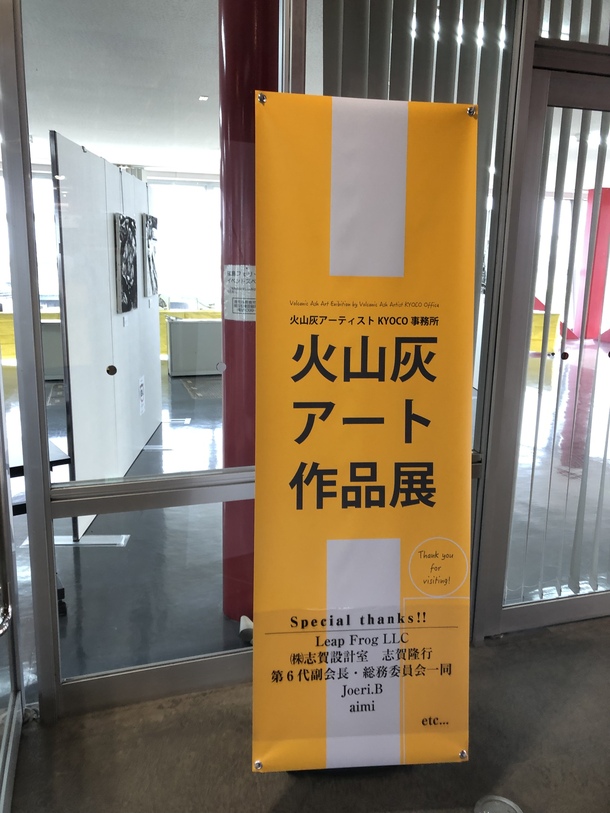 Volcanic Ash Art Exhibition by Volcanic Ash Artist KYOCO Office
火山灰アーティスト KYOCO 事務所
火山灰
アート
作品展
Thank you
for
visiting!
Special thanks!!
Leap Frog LLC
㈱志賀設計室　志賀隆行
第6代副会長・総務委員会一同
Joeri.B
aimi
etc...